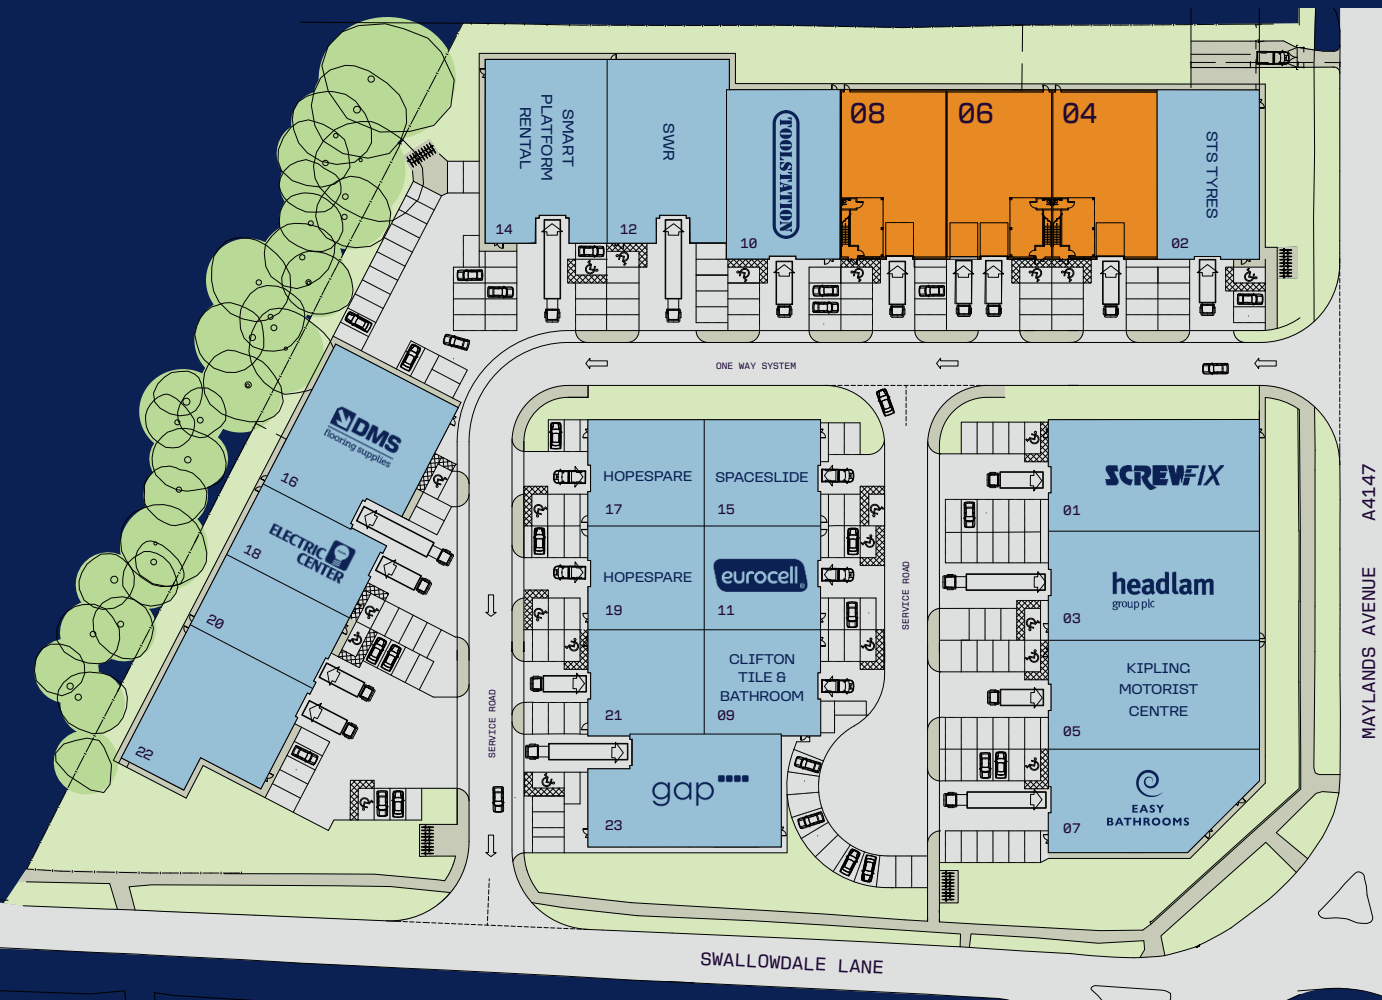 SMART
PLATFORM
RENTAL
14
SWR
12
TOOLSTATION
10
08
06
04
STS TYRES
02
ONE WAY SYSTEM
DMS
flooring supplies
16
ELECTRIC
CENTER
18
20
22
HOPESPARE
17
SPACESLIDE
15
HOPESPARE
19
eurocell
11
21
CLIFTON
TILE &
BATHROOM
09
gap
23
SERVICE ROAD
SERVICE ROAD
SCREWFIX
01
headlam
group plc
03
KIPLING
MOTORIST
CENTRE
05
EASY
BATHROOMS
07
MAYLANDS AVENUE A4147
SWALLOWDALE LANE